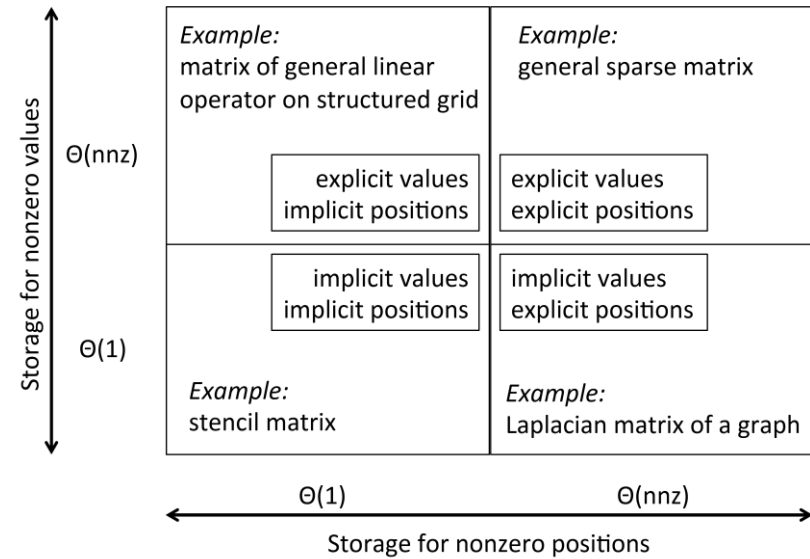 Example:
matrix of general linear
operator on structured grid
Example:
general sparse matrix
Storage for nonzero values
Θ(nnz)
explicit values
implicit positions
explicit values
explicit positions
implicit values
implicit positions
implicit values
explicit positions
Θ(1)
Example:
stencil matrix
Example:
Laplacian matrix of a graph
Θ(1)
Θ(nnz)
Storage for nonzero positions